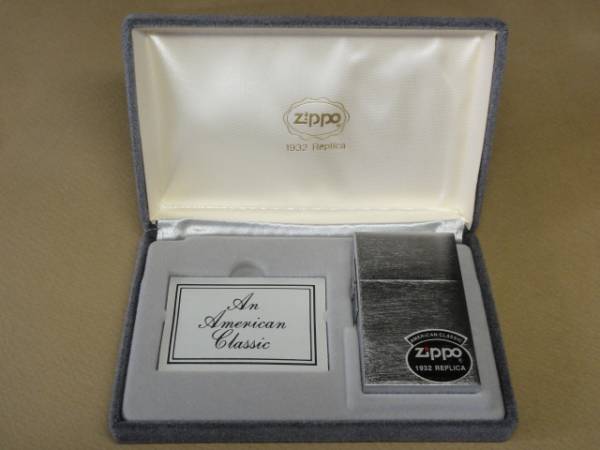 Zippo®
1932 Replica
An
American
Classic
AMERICAN CLASSIC
Zippo®
1932 REPLICA